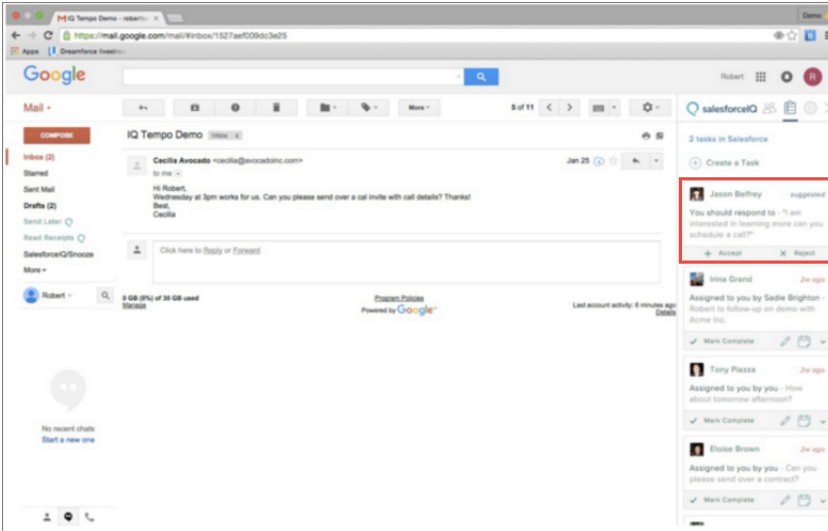 IQ Tempo Demo - robertb
Demo
https://mail.google.com/mail/#inbox/1527aef009dc3e25
Apps
Dreamforce livestr
Google
Robert
R
Mail
More
5 of 11
salesforceIQ
COMPOSE
IQ Tempo Demo
Inbox x
2 tasks in Salesforce
Inbox (2)
Cecilia Avocado <cecilia@avocadoinc.com>
Jan 25
Create a Task
Starred
to me
Sent Mail
Hi Robert,
Jason Belfrey
suggested
Drafts (2)
Wednesday at 3pm works for us. Can you please send over a cal invite with call details? Thanks!
Best,
Cecilia
You should respond to - "I am
interested in learning more can you
schedule a call?"
Send Later
Read Receipts
SalesforceIQ/Snooze
Click here to Reply or Forward
Accept
Reject
More
Irina Grand
2w ago
Robert
0 GB (0%) of 30 GB used
Manage
Program Policies
Powered by Google
Last account activity: 6 minutes ago
Details
Assigned to you by Sadie Brighton -
Robert to follow-up on demo with
Acme Inc.
Mark Complete
Tony Piazza
2w ago
Assigned to you by you - How
about tomorrow afternoon?
Mark Complete
No recent chats
Start a new one
Eloise Brown
2w ago
Assigned to you by you - Can you
please send over a contract?
Mark Complete